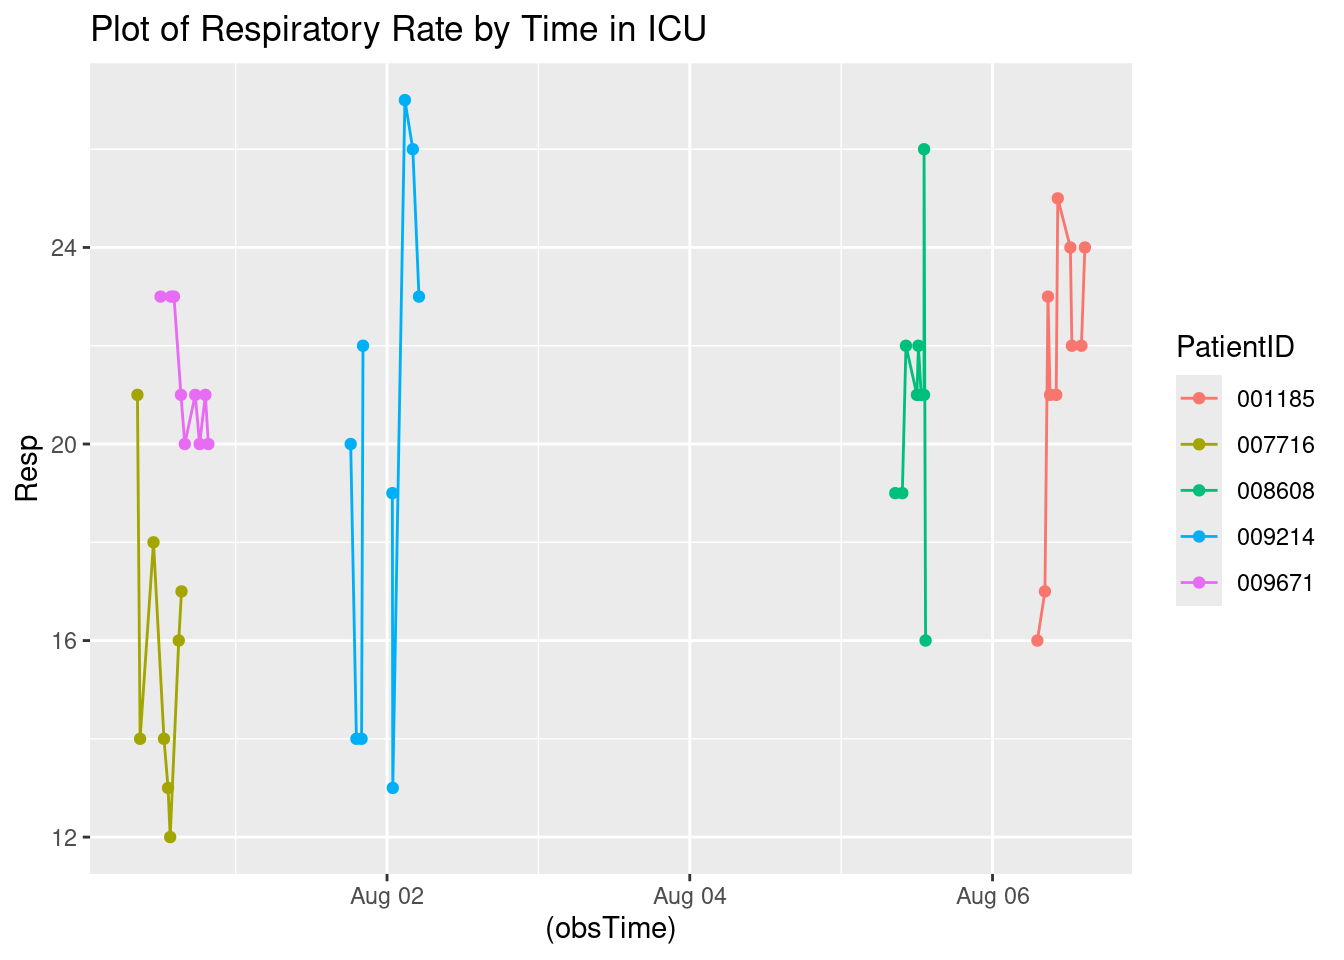 Plot of Respiratory Rate by Time in ICU
24
20
16
12
Resp
Aug 02
Aug 04
Aug 06
(obsTime)
PatientID
001185
007716
008608
009214
009671